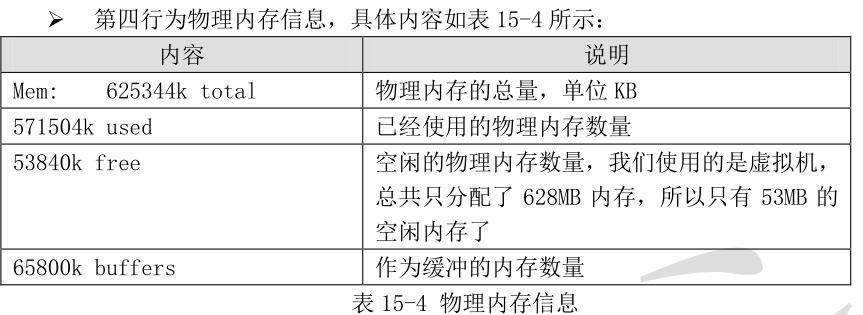 ➢ 第四行为物理内存信息，具体内容如表 15-4 所示：
内容 说明
Mem: 625344k total 物理内存的总量，单位 KB
571504k used 已经使用的物理内存数量
53840k free 空闲的物理内存数量，我们使用的是虚拟机，
总共只分配了 628MB 内存，所以只有 53MB 的
空闲内存了
65800k buffers 作为缓冲的内存数量
表 15-4 物理内存信息